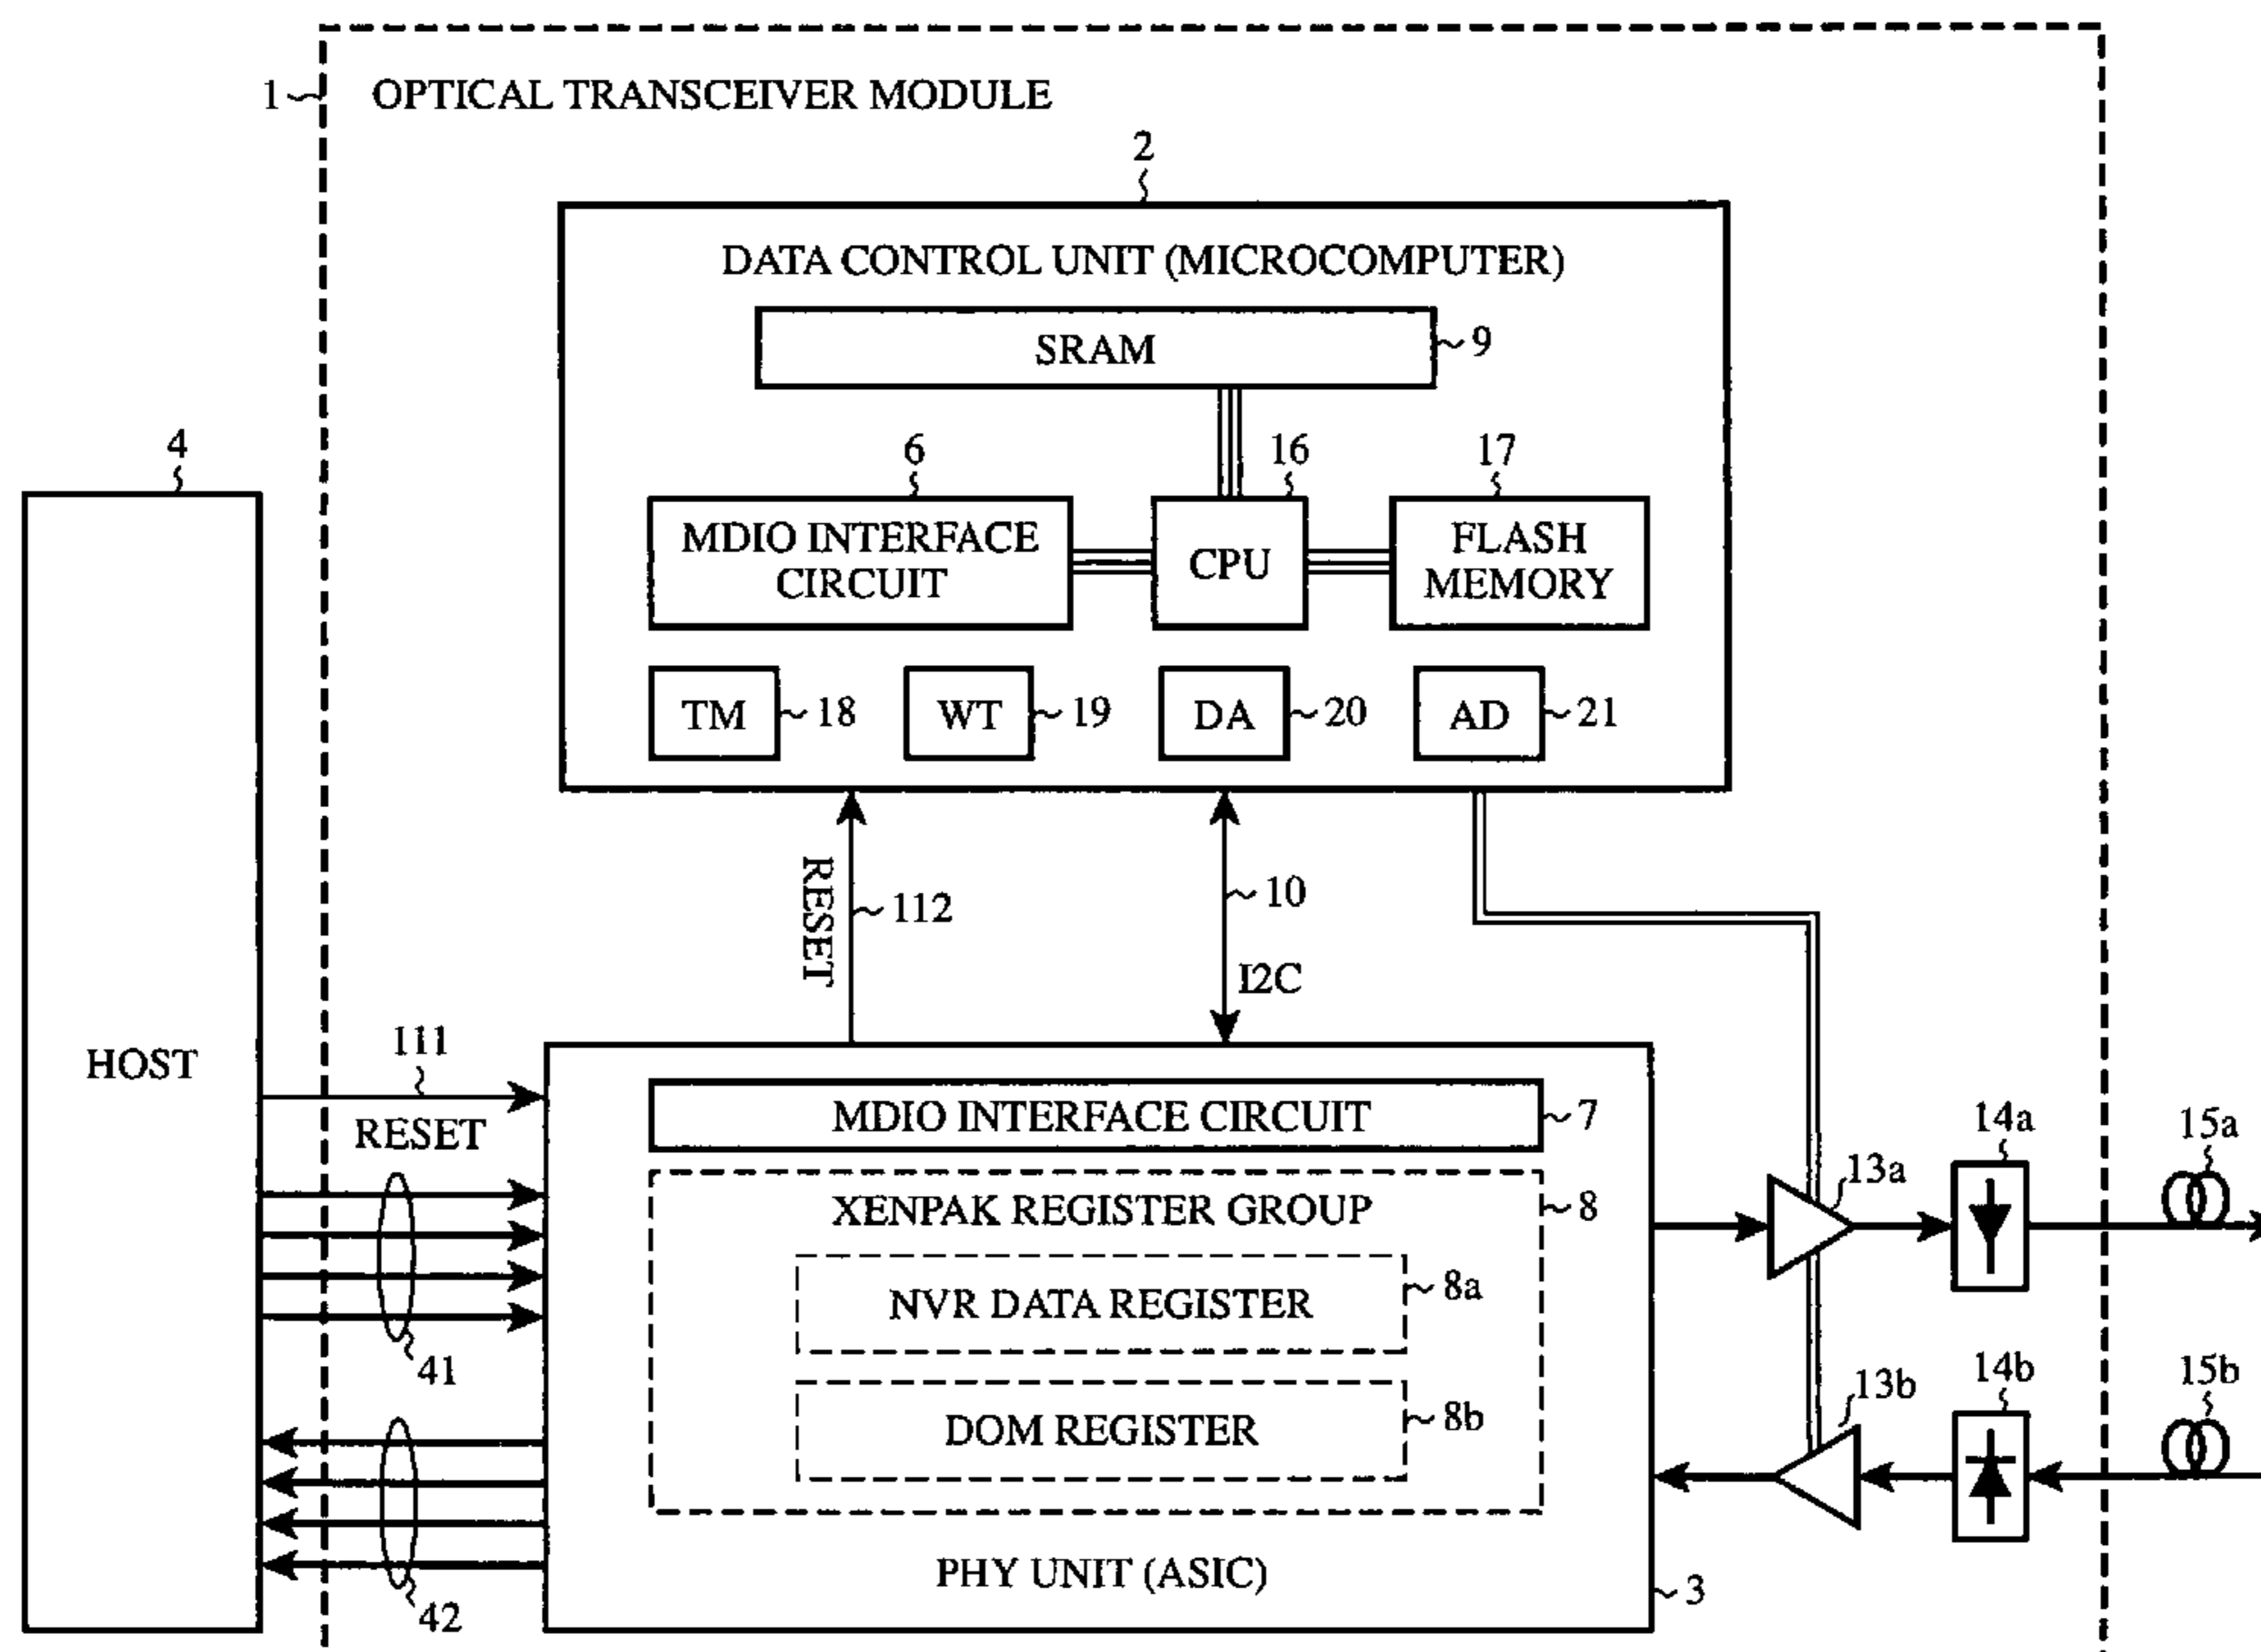 1
OPTICAL TRANSCEIVER MODULE
2
DATA CONTROL UNIT (MICROCOMPUTER)
SRAM
9
4
6
16
17
MDIO INTERFACE
CIRCUIT
CPU
FLASH
MEMORY
TM
18
WT
19
DA
20
AD
21
RESET
112
10
I2C
HOST
111
RESET
MDIO INTERFACE CIRCUIT
7
XENPAK REGISTER GROUP
8
NVR DATA REGISTER
8a
DOM REGISTER
8b
PHY UNIT (ASIC)
3
41
42
13a
14a
15a
13b
14b
15b